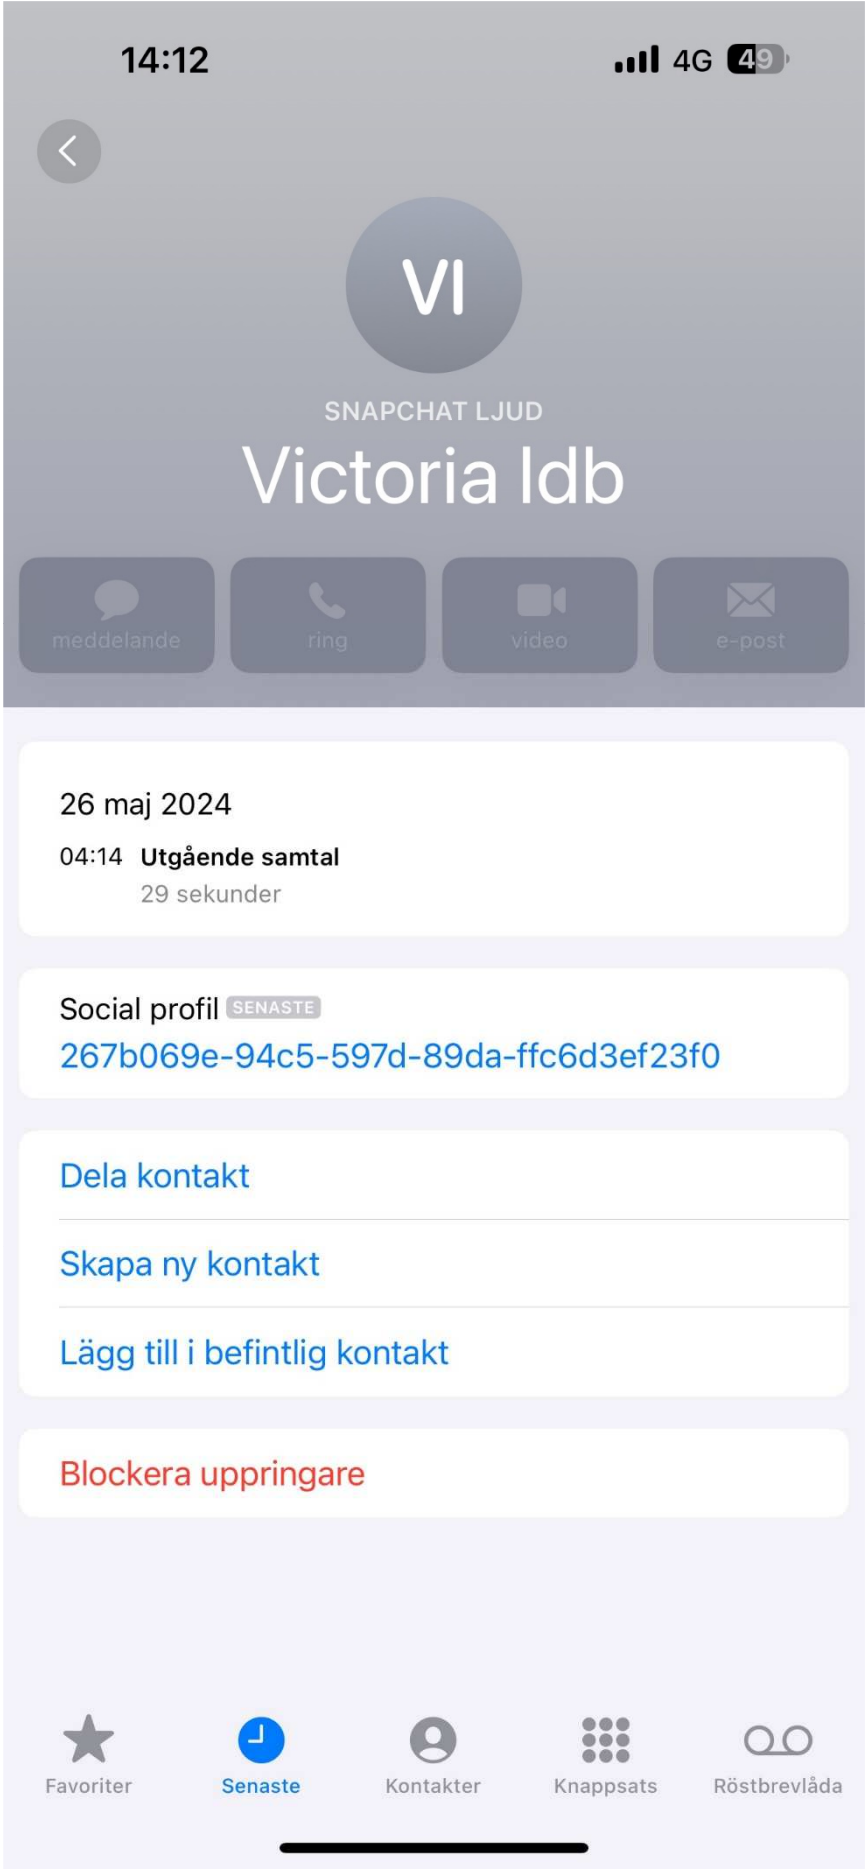 14:12
4G 49
VI
SNAPCHAT LJUD
Victoria ldb
meddelande ring video e-post
26 maj 2024
04:14 Utgående samtal
29 sekunder
Social profil SENASTE
267b069e-94c5-597d-89da-ffc6d3ef23f0
Dela kontakt
Skapa ny kontakt
Lägg till i befintlig kontakt
Blockera uppringare
Favoriter Senaste Kontakter Knappsats Röstbrevlåda